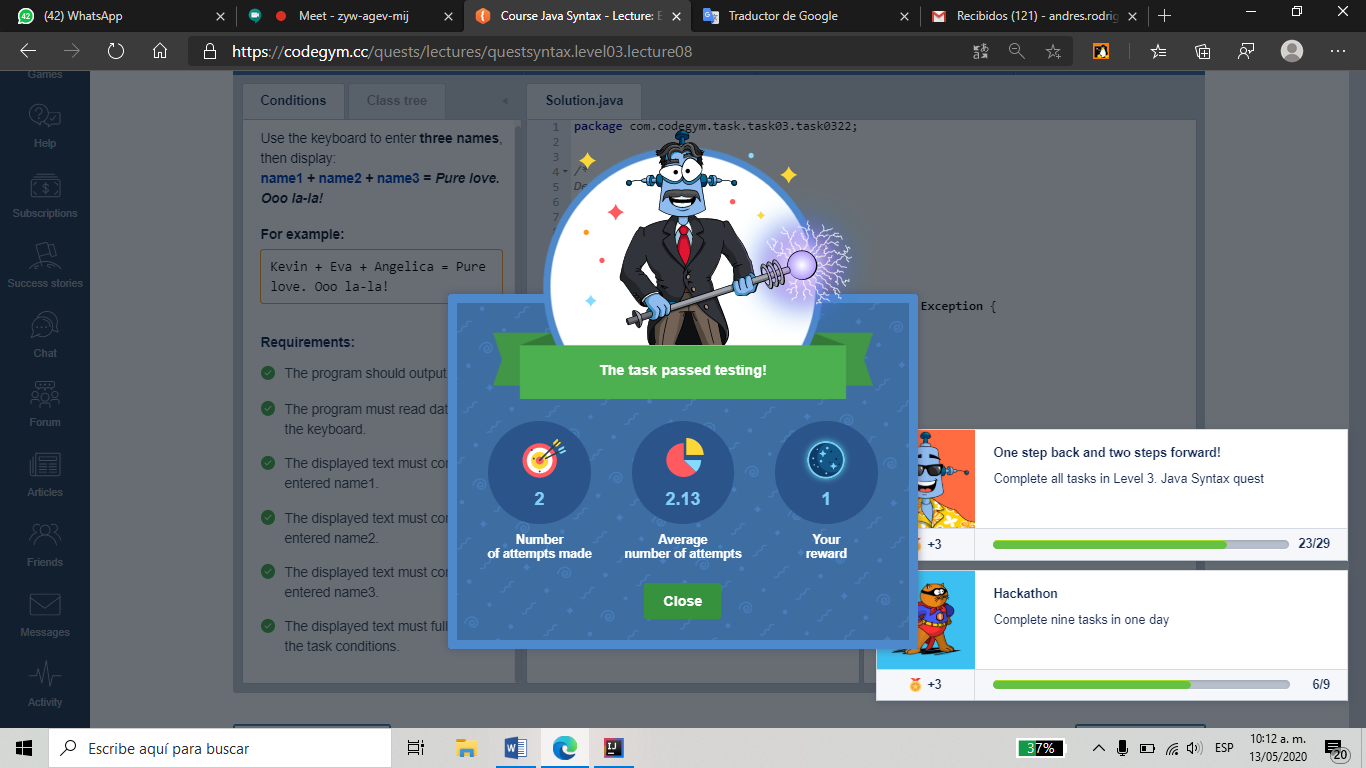 (42) WhatsApp
Meet - zyw-agev-mij
Course Java Syntax - Lecture: E
Traductor de Google
Recibidos (121) - andres.rodrig
https://codegym.cc/quests/lectures/questsyntax.level03.lecture08
Games
Help
Subscriptions
Success stories
Chat
Forum
Articles
Friends
Messages
Activity
Conditions
Class tree
Use the keyboard to enter three names,
then display:
name1 + name2 + name3 = Pure love.
Ooo la-la!
For example:
Kevin + Eva + Angelica = Pure
love. Ooo la-la!
Requirements:
The program should output
The program must read dat
the keyboard.
The displayed text must con
entered name1.
The displayed text must con
entered name2.
The displayed text must con
entered name3.
The displayed text must full
the task conditions.
Solution.java
1 package com.codegym.task.task03.task0322;
2
3
4 /*
5 De
6
7
Exception {
The task passed testing!
2
Number
of attempts made
2.13
Average
number of attempts
1
Your
reward
Close
One step back and two steps forward!
Complete all tasks in Level 3. Java Syntax quest
+3
23/29
Hackathon
Complete nine tasks in one day
+3
6/9
Escribe aquí para buscar
37%
ESP
10:12 a. m.
13/05/2020
20